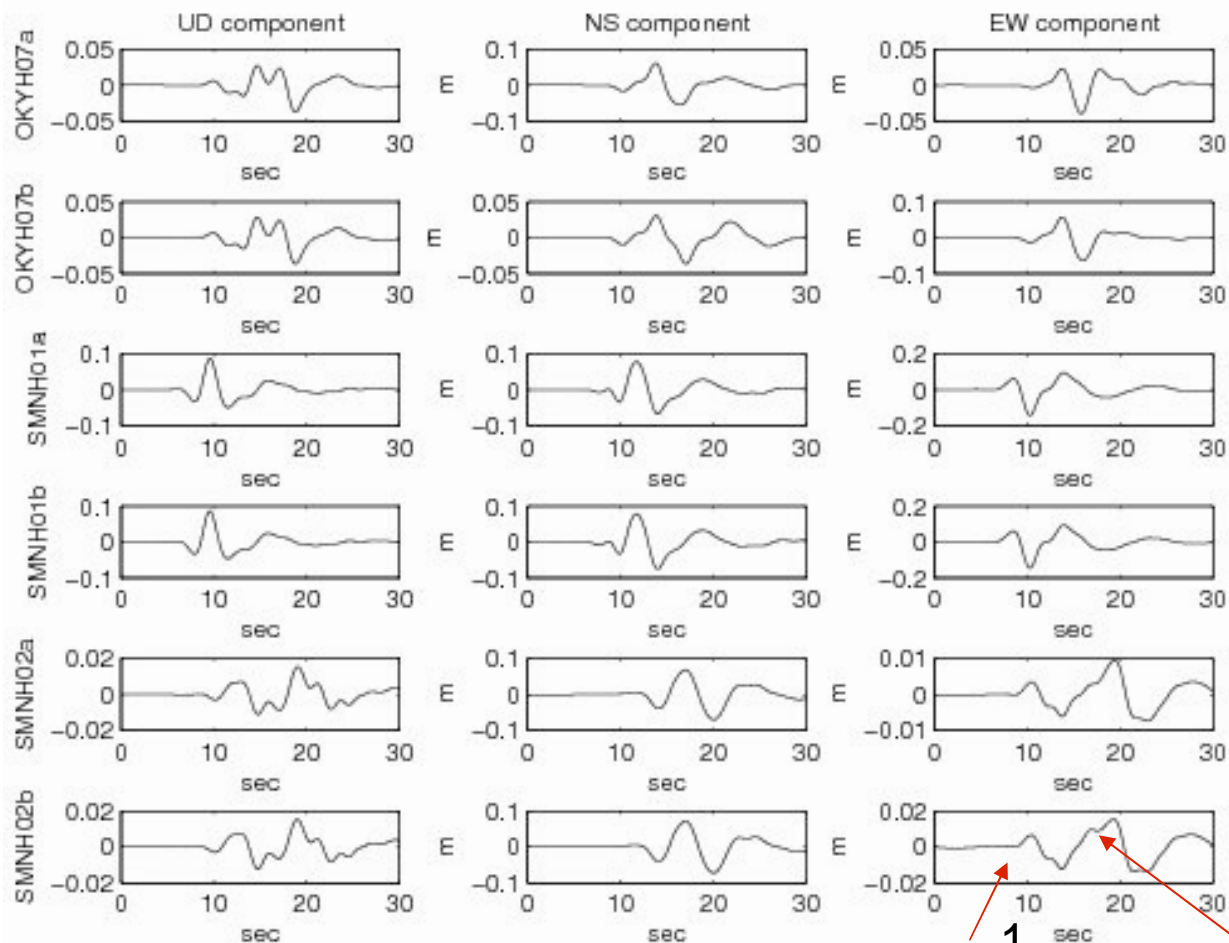 UD component NS component EW component
OKYH07a 0.05 0 -0.05 0 10 20 30 sec
E 0.1 0 -0.1 0 10 20 30 sec
E 0.05 0 -0.05 0 10 20 30 sec
OKYH07b 0.05 0 -0.05 0 10 20 30 sec
E 0.05 0 -0.05 0 10 20 30 sec
E 0.1 0 -0.1 0 10 20 30 sec
SMNH01a 0.1 0 -0.1 0 10 20 30 sec
E 0.1 0 -0.1 0 10 20 30 sec
E 0.2 0 -0.2 0 10 20 30 sec
SMNH01b 0.1 0 -0.1 0 10 20 30 sec
E 0.1 0 -0.1 0 10 20 30 sec
E 0.2 0 -0.2 0 10 20 30 sec
SMNH02a 0.02 0 -0.02 0 10 20 30 sec
E 0.1 0 -0.1 0 10 20 30 sec
E 0.01 0 -0.01 0 10 20 30 sec
SMNH02b 0.02 0 -0.02 0 10 20 30 sec
E 0.1 0 -0.1 0 10 20 30 sec
E 0.02 0 -0.02 0 10 20 30 sec
1